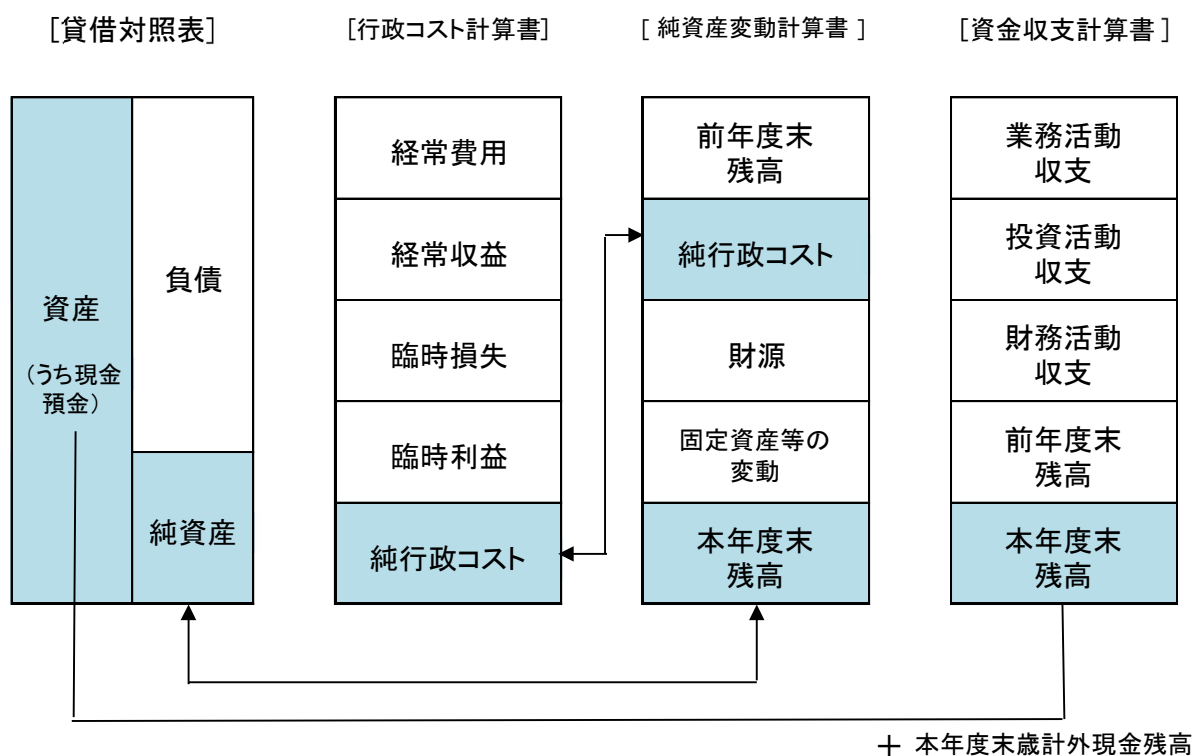 [貸借対照表]
[行政コスト計算書]
[ 純資産変動計算書 ]
[資金収支計算書 ]
資産
(うち現金
預金)
負債
純資産
経常費用
経常収益
臨時損失
臨時利益
純行政コスト
前年度末
残高
純行政コスト
財源
固定資産等の
変動
本年度末
残高
業務活動
収支
投資活動
収支
財務活動
収支
前年度末
残高
本年度末
残高
＋ 本年度末歳計外現金残高